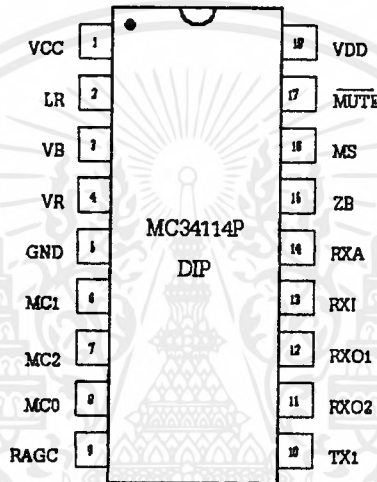 VCC 1 18 VDD
LR 2 17 MUTE
VB 3 16 MS
VR 4 15 ZB
MC34114P
GND 5 14 RXA
DIP
MC1 6 13 RXI
MC2 7 12 RXO1
MC0 8 11 RXO2
RAGC 9 10 TX1